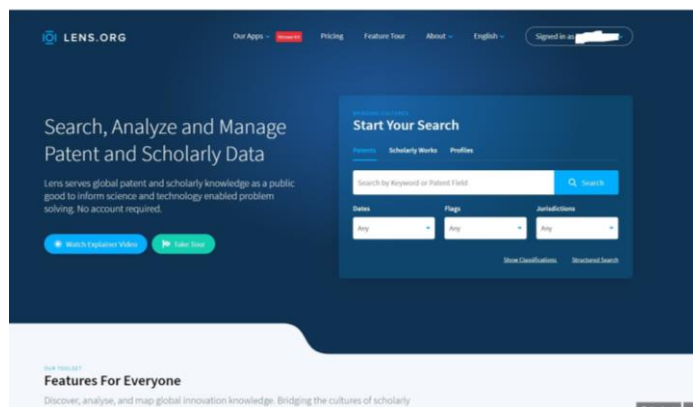 LENS.ORG
Our Apps
Pricing
Feature Tour
About
English
Signed in as
Search, Analyze and Manage
Patent and Scholarly Data
Lens serves global patent and scholarly knowledge as a public
good to inform science and technology enabled problem
solving. No account required.
Watch Explainer Video
Take Tour
BRIDGING CULTURES
Start Your Search
Patents
Scholarly Works
Profiles
Search by Keyword or Patent Field
Search
Dates
Flags
Jurisdictions
Any
Any
Any
Show Classifications
Structured Search
OUR TOOLSET
Features For Everyone
Discover, analyse, and map global innovation knowledge. Bridging the cultures of scholarly